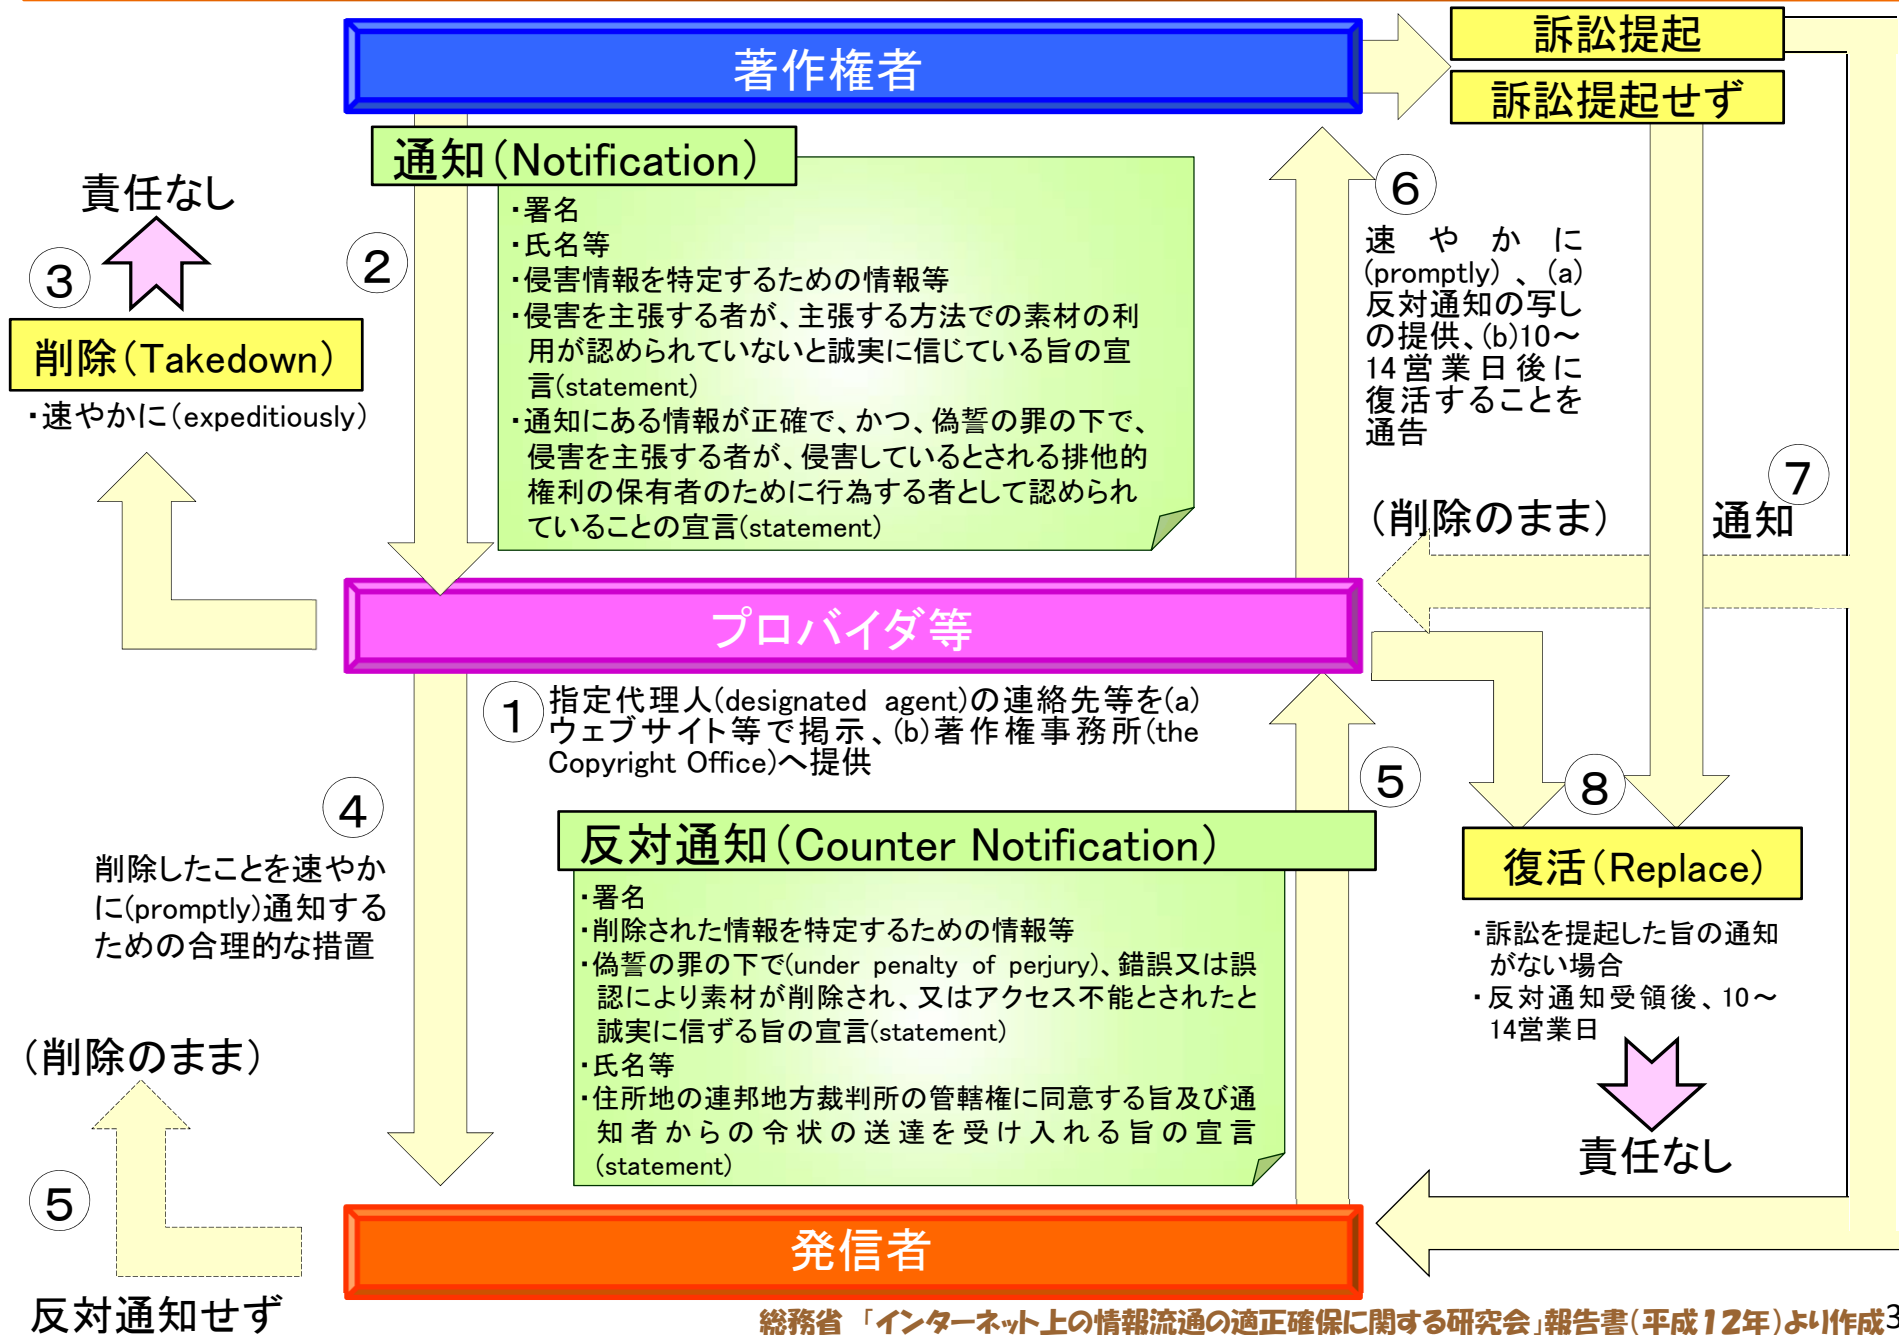 著作権者
訴訟提起
訴訟提起せず
通知(Notification)
・署名
・氏名等
・侵害情報を特定するための情報等
・侵害を主張する者が、主張する方法での素材の利
用が認められていないと誠実に信じている旨の宣
言(statement)
・通知にある情報が正確で、かつ、偽誓の罪の下で、
侵害を主張する者が、侵害しているとされる排他的
権利の保有者のために行為する者として認められ
ていることの宣言(statement)
②
責任なし
③
削除(Takedown)
・速やかに(expeditiously)
⑥
速やかに
(promptly)、(a)
反対通知の写し
の提供、(b)10～
14営業日後に
復活することを
通告
⑦
(削除のまま)
通知
プロバイダ等
①
指定代理人(designated agent)の連絡先等を(a)
ウェブサイト等で掲示、(b)著作権事務所(the
Copyright Office)へ提供
④
削除したことを速やか
に(promptly)通知する
ための合理的な措置
⑤
反対通知(Counter Notification)
・署名
・削除された情報を特定するための情報等
・偽誓の罪の下で(under penalty of perjury)、錯誤又は誤
認により素材が削除され、又はアクセス不能とされたと
誠実に信ずる旨の宣言(statement)
・氏名等
・住所地の連邦地方裁判所の管轄権に同意する旨及び通
知者からの令状の送達を受け入れる旨の宣言
(statement)
⑧
復活(Replace)
・訴訟を提起した旨の通知
がない場合
・反対通知受領後、10～
14営業日
責任なし
(削除のまま)
⑤
反対通知せず
発信者
総務省 「インターネット上の情報流通の適正確保に関する研究会」報告書(平成12年)より作成
3